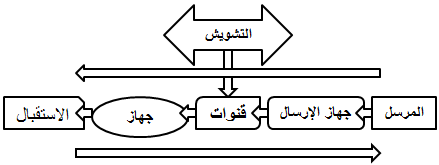 التشويش
المرسل
جهاز الإرسال
قنوات
جهاز
الاستقبال